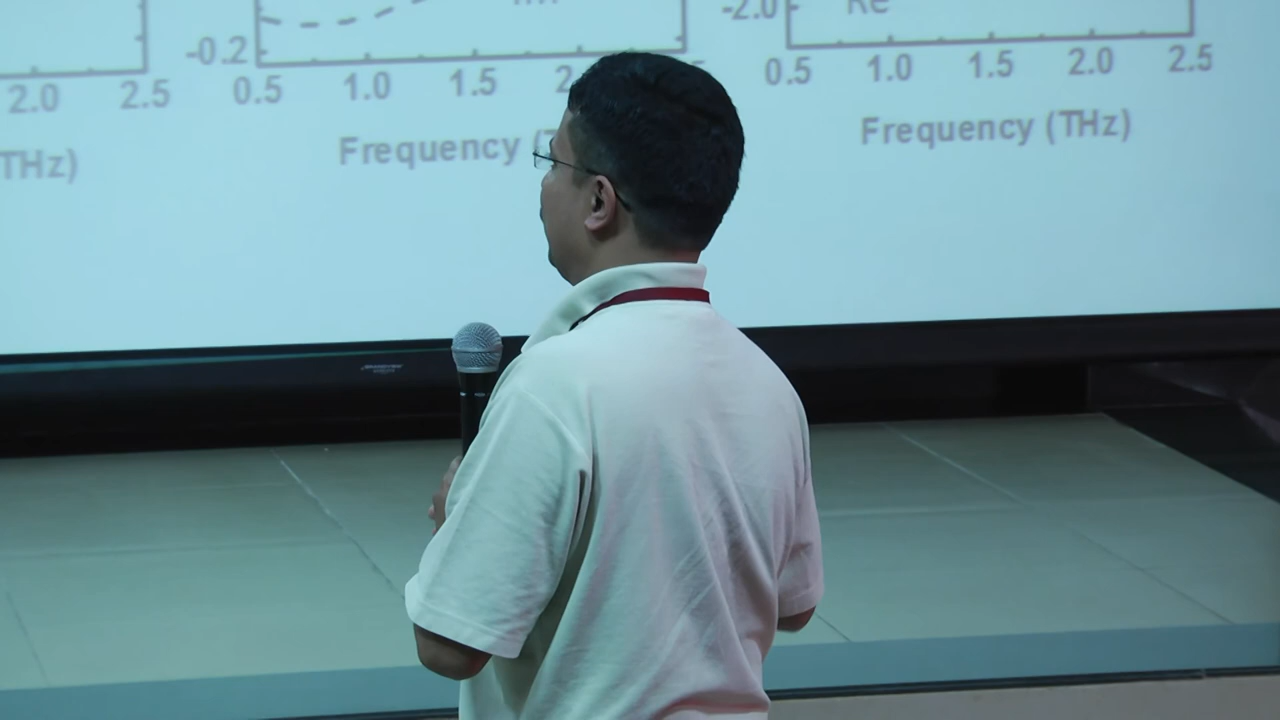 -0.2
-2.0
Re
2.0 2.5
0.5 1.0 1.5
0.5 1.0 1.5 2.0 2.5
THz)
Frequency (
Frequency (THz)